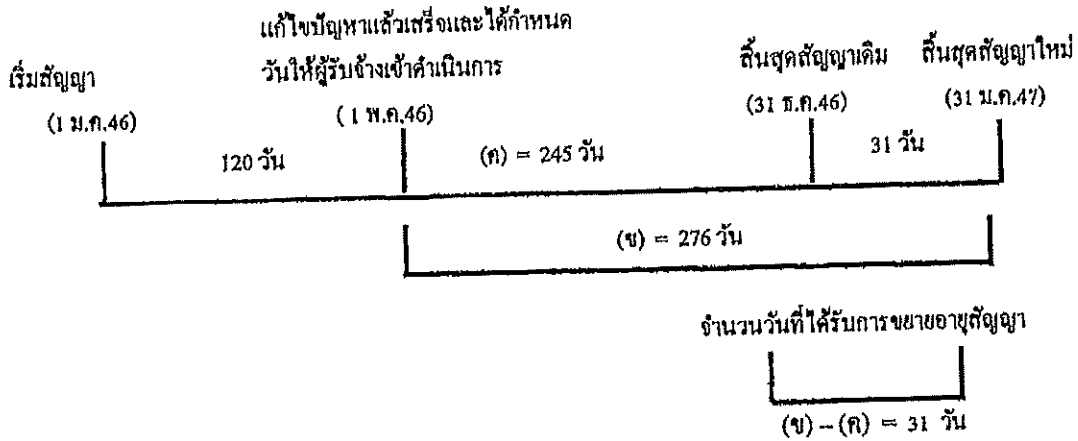 แก้ไขปัญหาแล้วเสร็จและได้กำหนด
วันให้ผู้รับจ้างเข้าดำเนินการ
เริ่มสัญญา
สิ้นสุดสัญญาเดิม
สิ้นสุดสัญญาใหม่
(1 ม.ค.46)
( 1 พ.ค.46)
(31 ธ.ค.46)
(31 ม.ค.47)
120 วัน
(ค) = 245 วัน
31 วัน
(ข) = 276 วัน
จำนวนวันที่ได้รับการขยายอายุสัญญา
(ข) – (ค) = 31 วัน